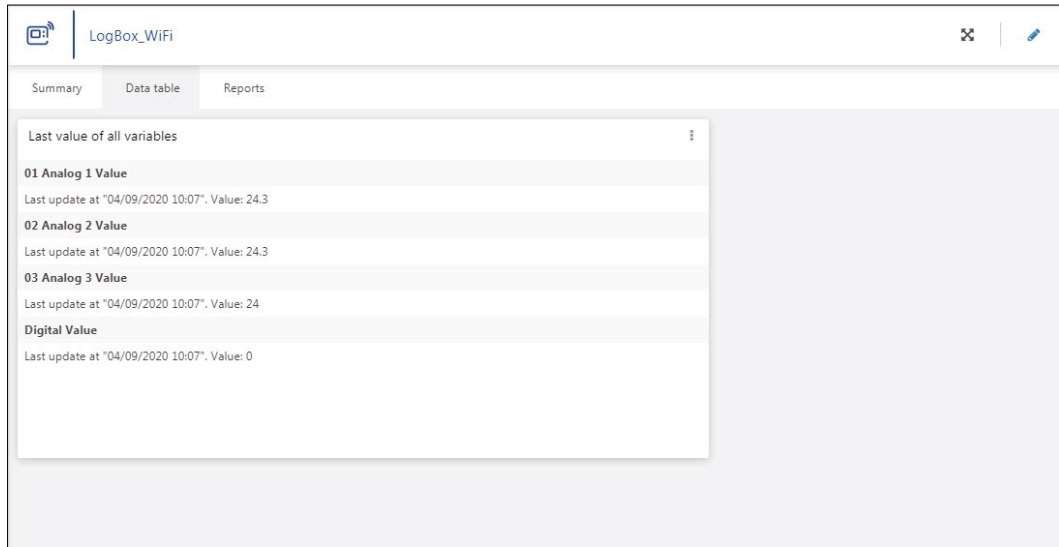 LogBox_WiFi
Summary Data table Reports
Last value of all variables
01 Analog 1 Value
Last update at "04/09/2020 10:07". Value: 24.3
02 Analog 2 Value
Last update at "04/09/2020 10:07". Value: 24.3
03 Analog 3 Value
Last update at "04/09/2020 10:07". Value: 24
Digital Value
Last update at "04/09/2020 10:07". Value: 0